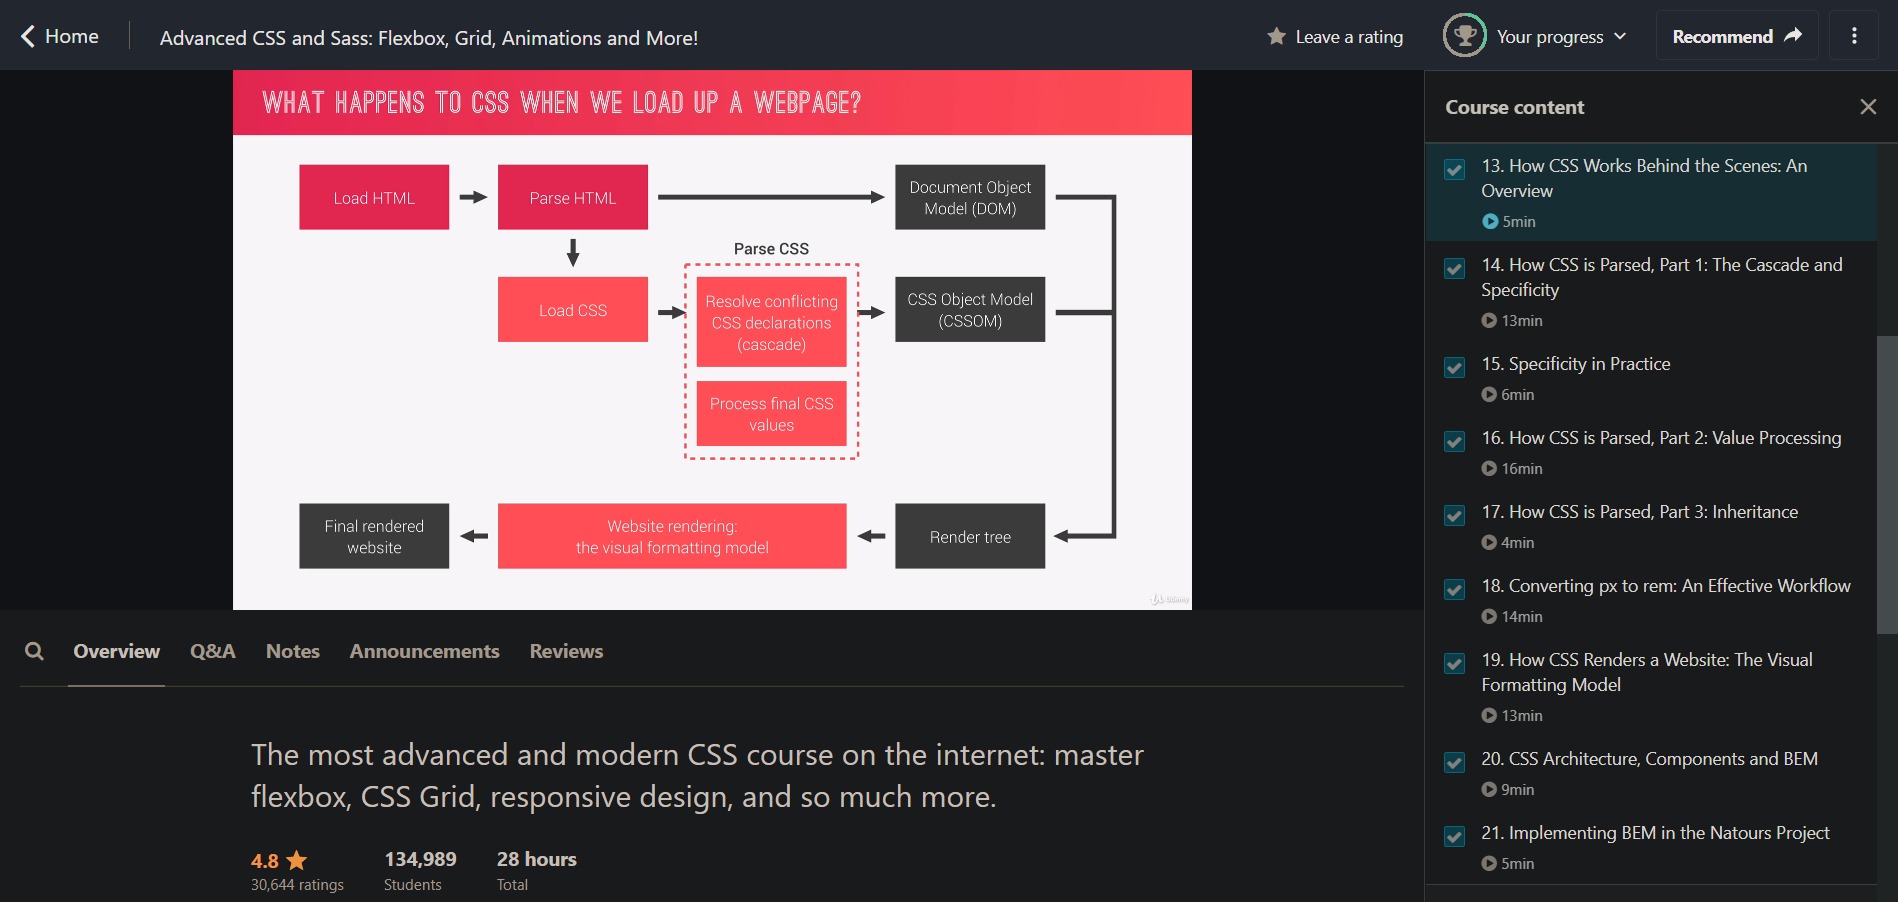 Home
Advanced CSS and Sass: Flexbox, Grid, Animations and More!
Leave a rating
Your progress
Recommend
WHAT HAPPENS TO CSS WHEN WE LOAD UP A WEBPAGE?
Load HTML
Parse HTML
Document Object
Model (DOM)
Parse CSS
Load CSS
Resolve conflicting
CSS declarations
(cascade)
CSS Object Model
(CSSOM)
Process final CSS
values
Final rendered
website
Website rendering:
the visual formatting model
Render tree
Udemy
Overview
Q&A
Notes
Announcements
Reviews
The most advanced and modern CSS course on the internet: master
flexbox, CSS Grid, responsive design, and so much more.
4.8
30,644 ratings
134,989
Students
28 hours
Total
Course content
13. How CSS Works Behind the Scenes: An
Overview
5min
14. How CSS is Parsed, Part 1: The Cascade and
Specificity
13min
15. Specificity in Practice
6min
16. How CSS is Parsed, Part 2: Value Processing
16min
17. How CSS is Parsed, Part 3: Inheritance
4min
18. Converting px to rem: An Effective Workflow
14min
19. How CSS Renders a Website: The Visual
Formatting Model
13min
20. CSS Architecture, Components and BEM
9min
21. Implementing BEM in the Natours Project
5min